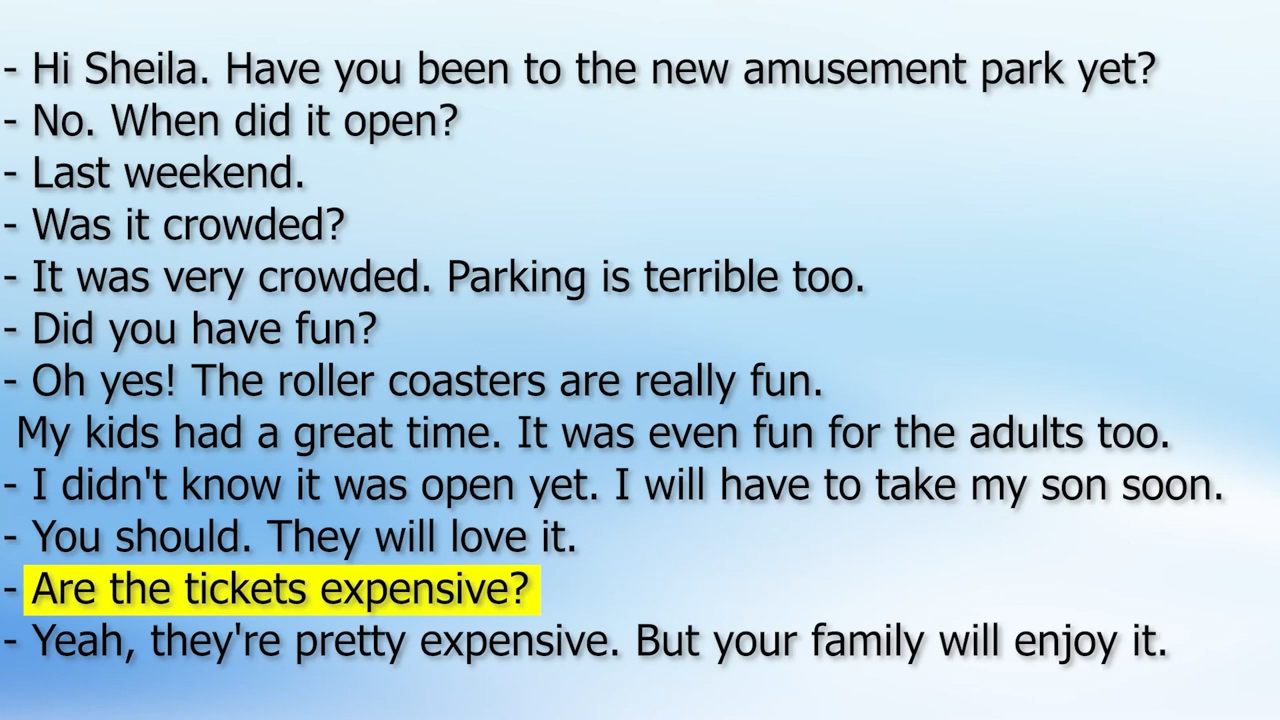 - Hi Sheila. Have you been to the new amusement park yet?
- No. When did it open?
- Last weekend.
- Was it crowded?
- It was very crowded. Parking is terrible too.
- Did you have fun?
- Oh yes! The roller coasters are really fun.
My kids had a great time. It was even fun for the adults too.
- I didn't know it was open yet. I will have to take my son soon.
- You should. They will love it.
- Are the tickets expensive?
- Yeah, they're pretty expensive. But your family will enjoy it.